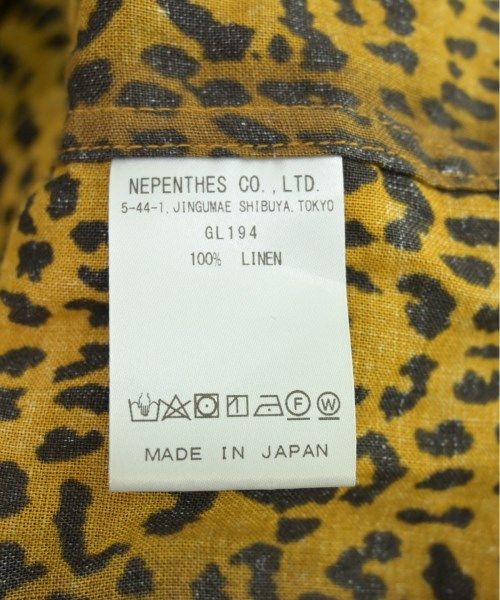 NEPENTHES CO., LTD.
5-44-1, JINGUMAE SHIBUYA, TOKYO
GL194
100% LINEN
F W
MADE IN JAPAN